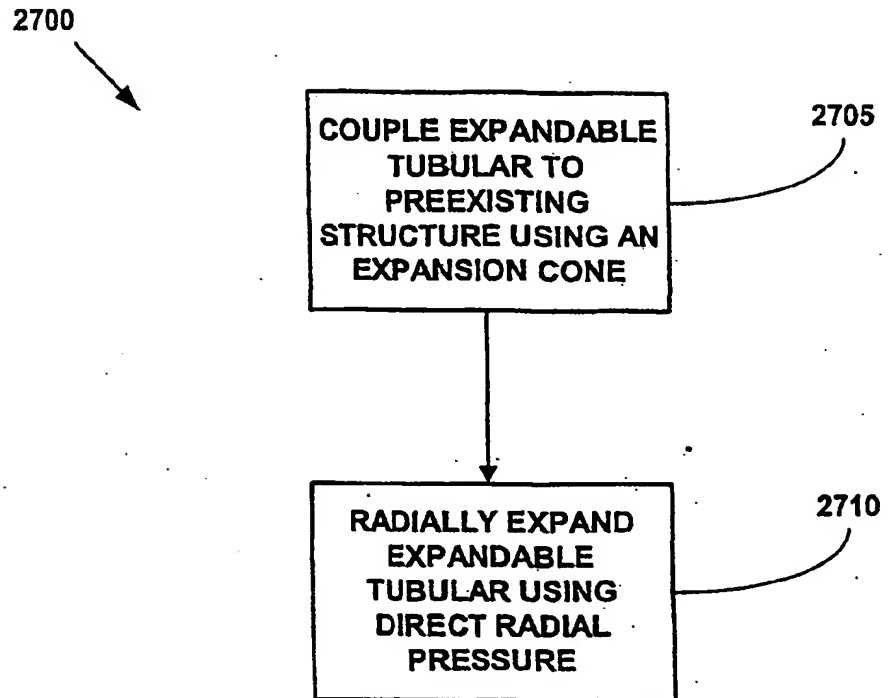 2700
COUPLE EXPANDABLE
TUBULAR TO
PREEXISTING
STRUCTURE USING AN
EXPANSION CONE
2705
RADIALLY EXPAND
EXPANDABLE
TUBULAR USING
DIRECT RADIAL
PRESSURE
2710